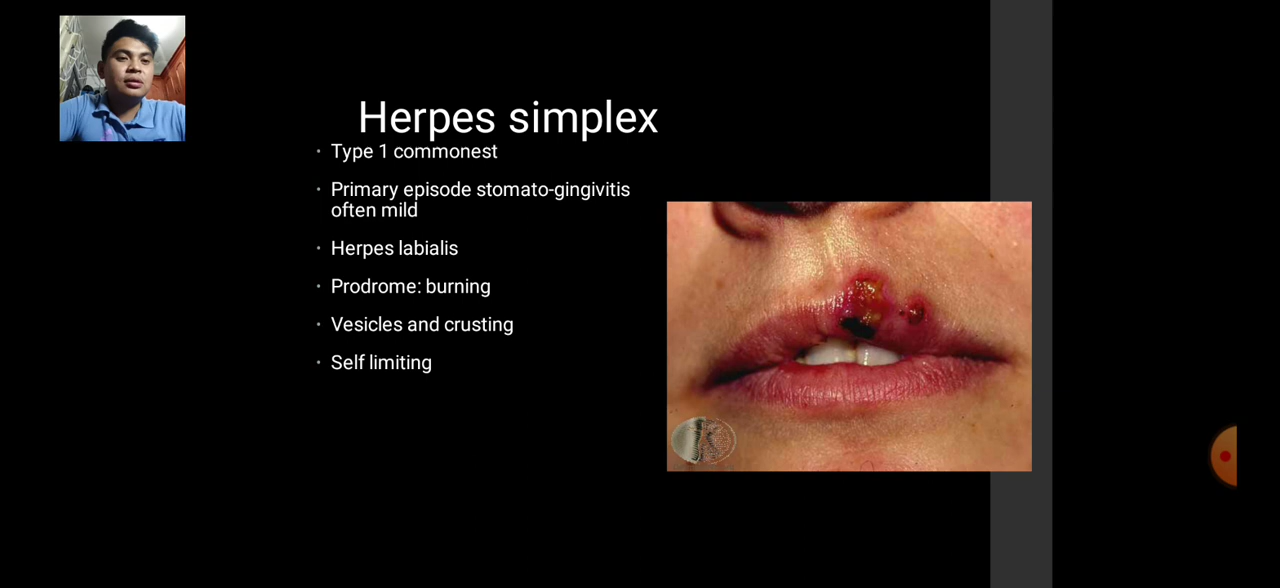 Herpes simplex
Type 1 commonest
Primary episode stomato-gingivitis
often mild
Herpes labialis
Prodrome: burning
Vesicles and crusting
Self limiting